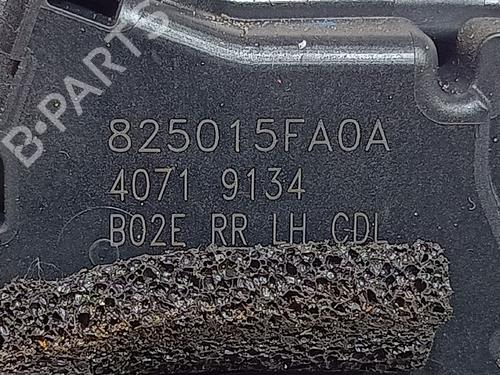 B-PARTS
825015FA0A
4071 9134
B02E RR LH CDL